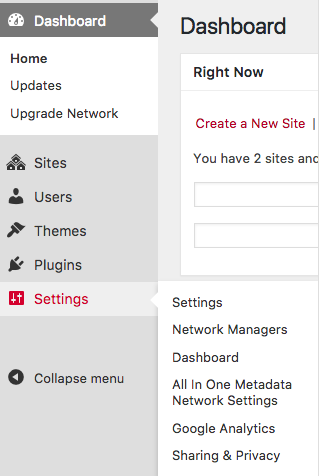 Dashboard
Home
Updates
Upgrade Network
Sites
Users
Themes
Plugins
Settings
Collapse menu
Dashboard
Right Now
Create a New Site |
You have 2 sites and
Settings
Network Managers
Dashboard
All In One Metadata
Network Settings
Google Analytics
Sharing & Privacy